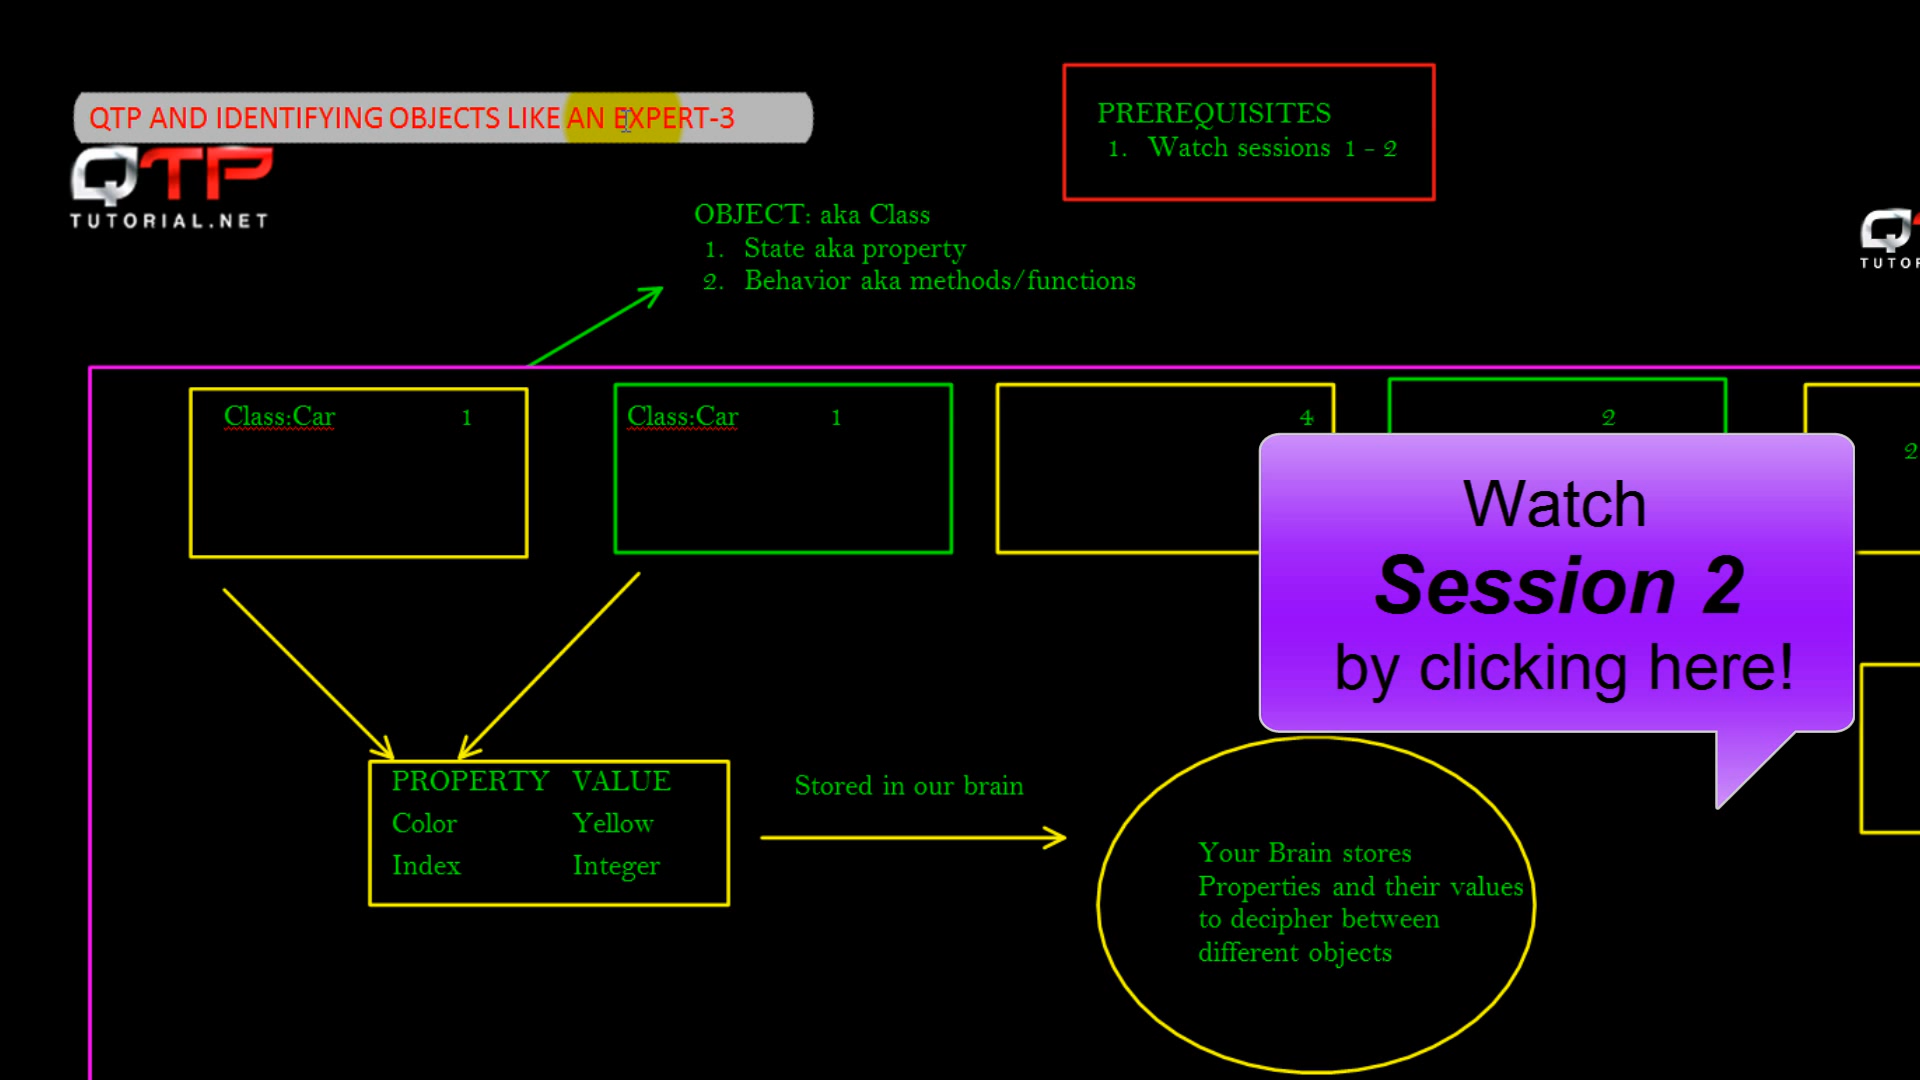 QTP AND IDENTIFYING OBJECTS LIKE AN EXPERT-3
QTP
TUTORIAL.NET
PREREQUISITES
1. Watch sessions 1 - 2
OBJECT: aka Class
1. State aka property
2. Behavior aka methods/functions
Class:Car 1
Class:Car 1
4
2
2
Watch
Session 2
by clicking here!
PROPERTY VALUE
Color Yellow
Index Integer
Stored in our brain
Your Brain stores
Properties and their values
to decipher between
different objects